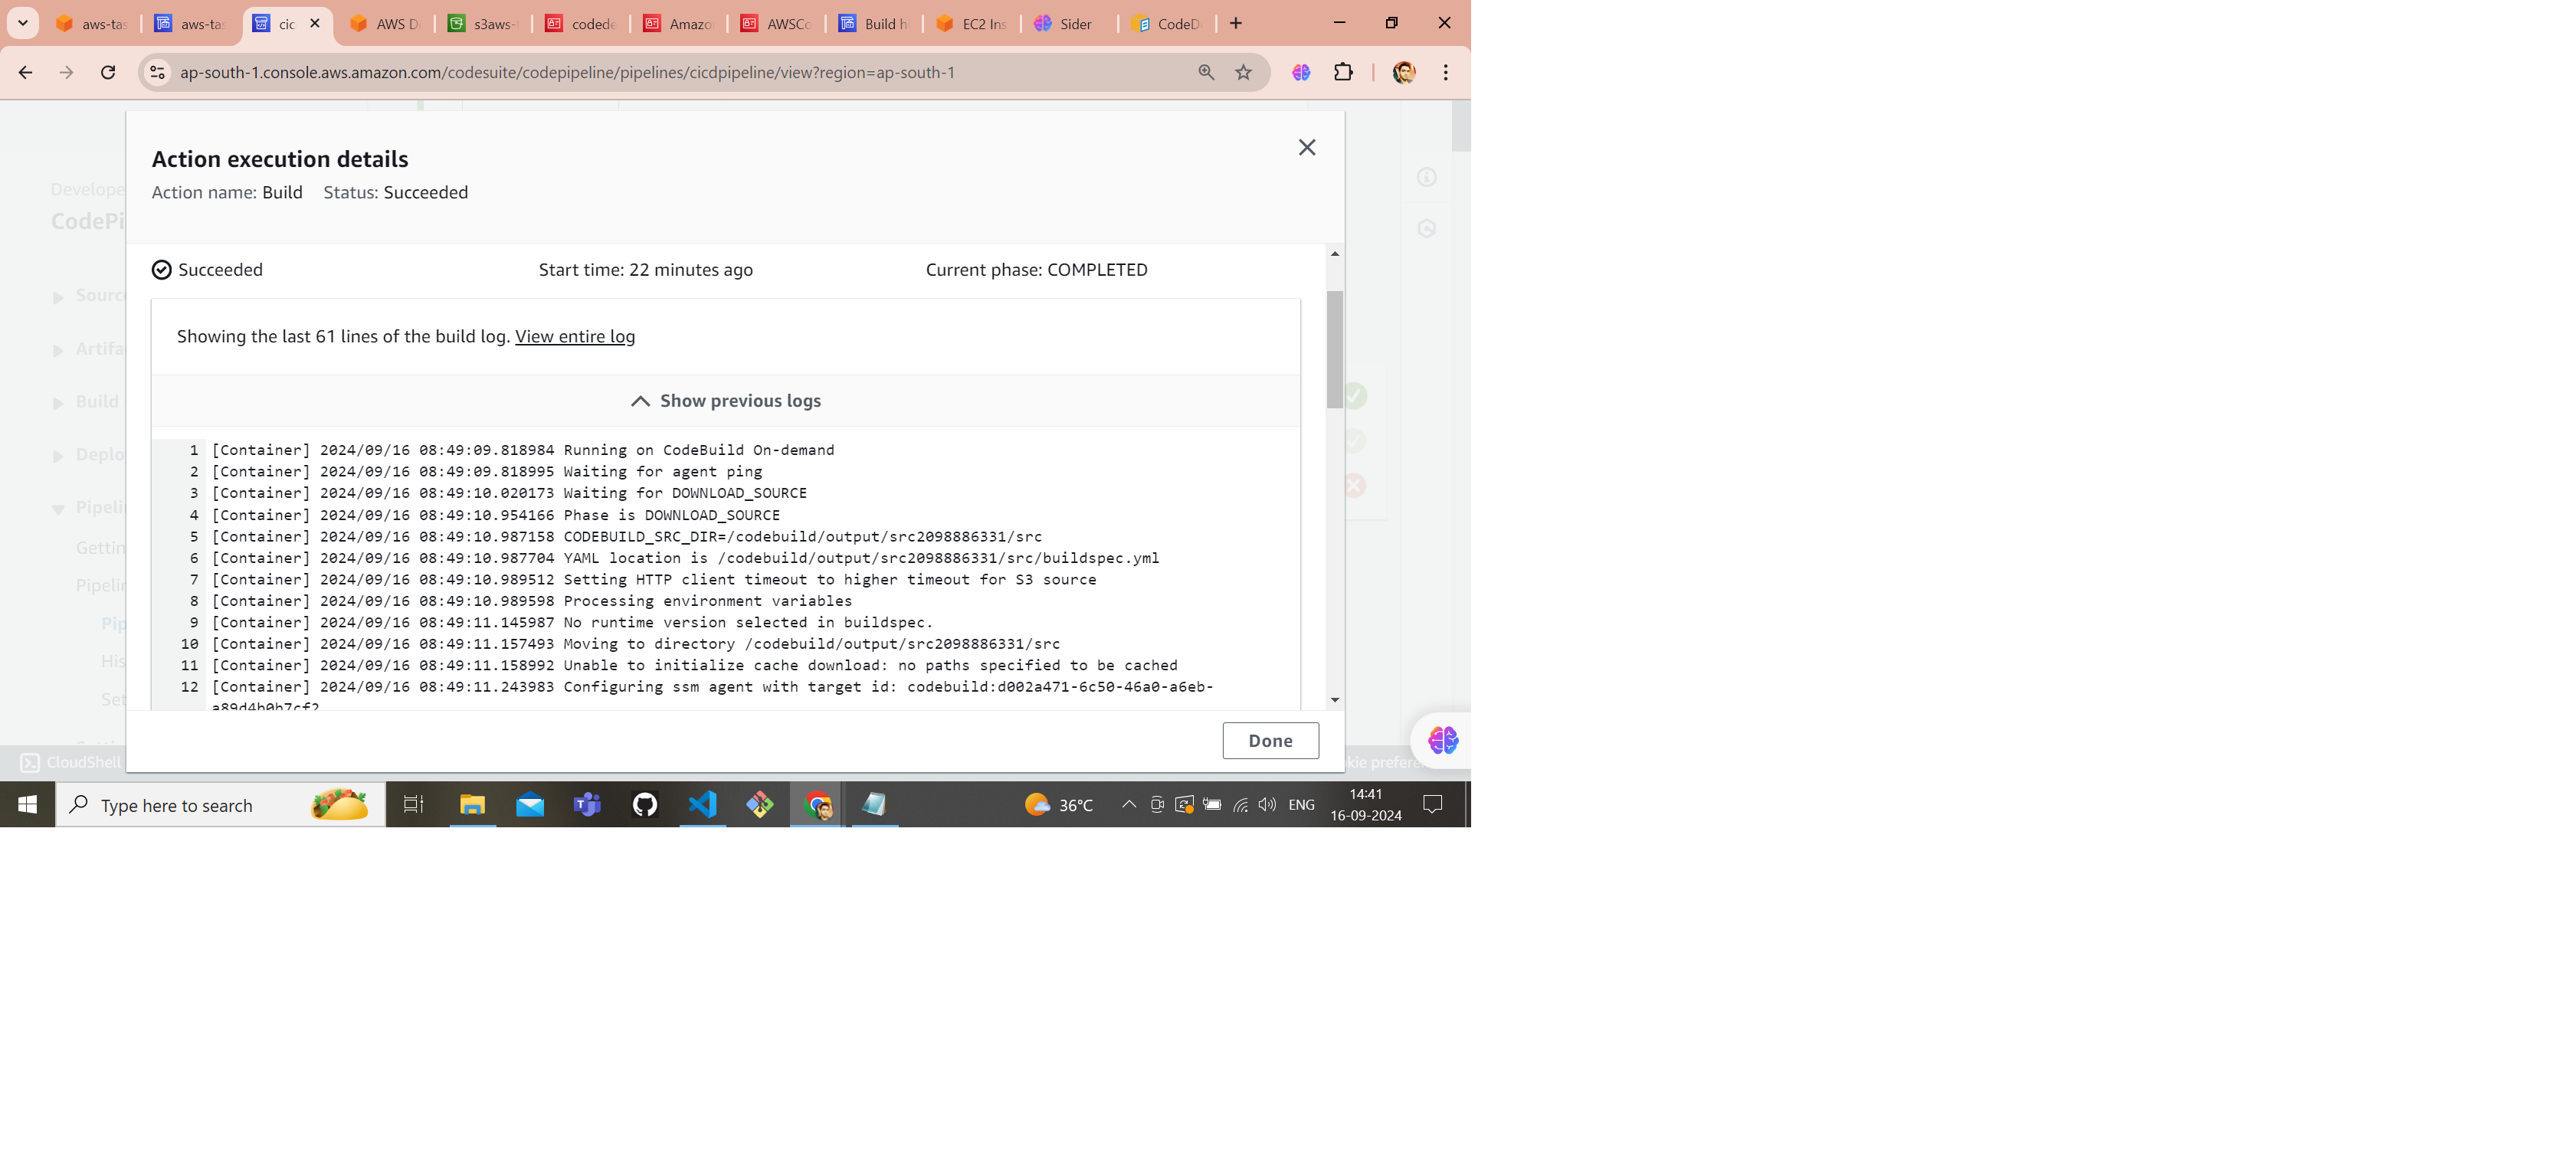 aws-tas
aws-tas
cic
AWS D
s3aws-
codede
Amazo
AWSCo
Build h
EC2 Ins
Sider
CodeD
ap-south-1.console.aws.amazon.com/codesuite/codepipeline/pipelines/cicdpipeline/view?region=ap-south-1
Action execution details
Action name: Build Status: Succeeded
Develope
CodePi
Succeeded
Start time: 22 minutes ago
Current phase: COMPLETED
Source
Showing the last 61 lines of the build log. View entire log
Artifa
Build
Show previous logs
Deplo
Pipeli
Gettin
Pipelin
Pip
His
Set
1 [Container] 2024/09/16 08:49:09.818984 Running on CodeBuild On-demand
2 [Container] 2024/09/16 08:49:09.818995 Waiting for agent ping
3 [Container] 2024/09/16 08:49:10.020173 Waiting for DOWNLOAD_SOURCE
4 [Container] 2024/09/16 08:49:10.954166 Phase is DOWNLOAD_SOURCE
5 [Container] 2024/09/16 08:49:10.987158 CODEBUILD_SRC_DIR=/codebuild/output/src2098886331/src
6 [Container] 2024/09/16 08:49:10.987704 YAML location is /codebuild/output/src2098886331/src/buildspec.yml
7 [Container] 2024/09/16 08:49:10.989512 Setting HTTP client timeout to higher timeout for S3 source
8 [Container] 2024/09/16 08:49:10.989598 Processing environment variables
9 [Container] 2024/09/16 08:49:11.145987 No runtime version selected in buildspec.
10 [Container] 2024/09/16 08:49:11.157493 Moving to directory /codebuild/output/src2098886331/src
11 [Container] 2024/09/16 08:49:11.158992 Unable to initialize cache download: no paths specified to be cached
12 [Container] 2024/09/16 08:49:11.243983 Configuring ssm agent with target id: codebuild:d002a471-6c50-46a0-a6eb-
a89d4b0b7cf2
Done
CloudShell
kie prefere
Type here to search
36°C
ENG
14:41
16-09-2024